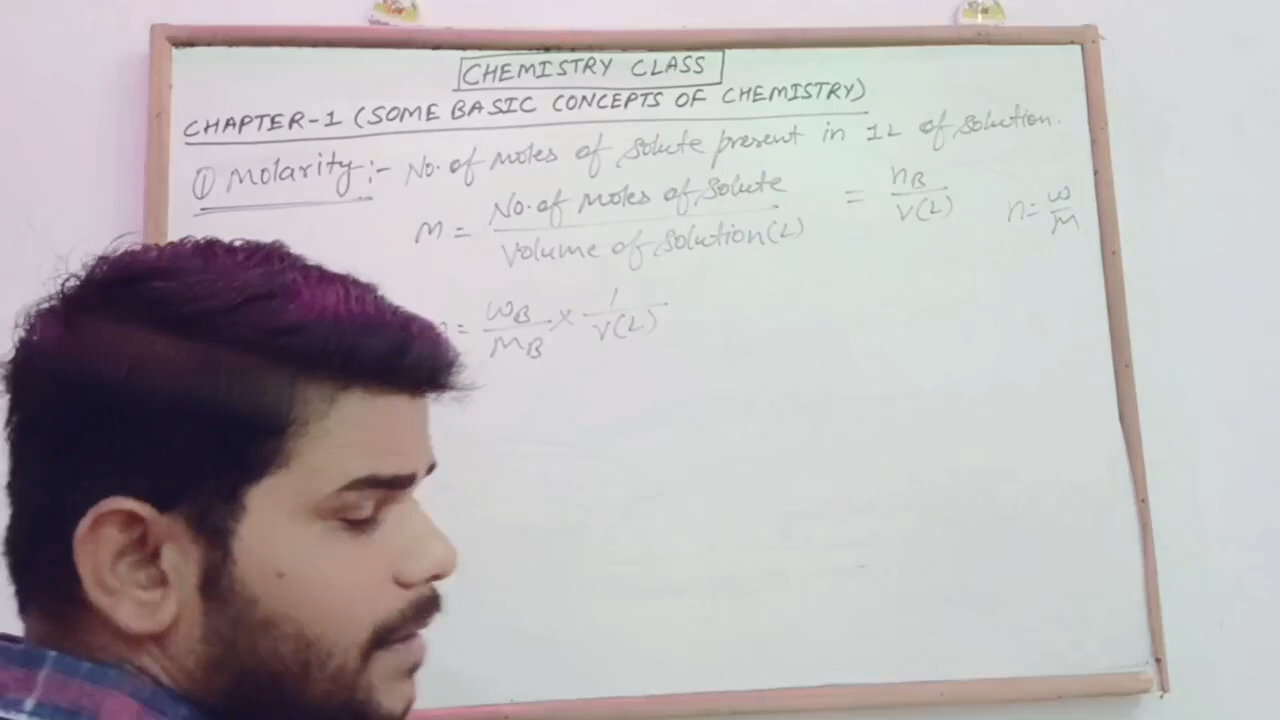 CHEMISTRY CLASS
CHAPTER-1 (SOME BASIC CONCEPTS OF CHEMISTRY)
① Molarity:- No. of moles of solute present in 1L of solution.
M = No. of moles of solute / Volume of solution(L) = nB / V(L) n = w / M
= wB / MB × 1 / V(L)